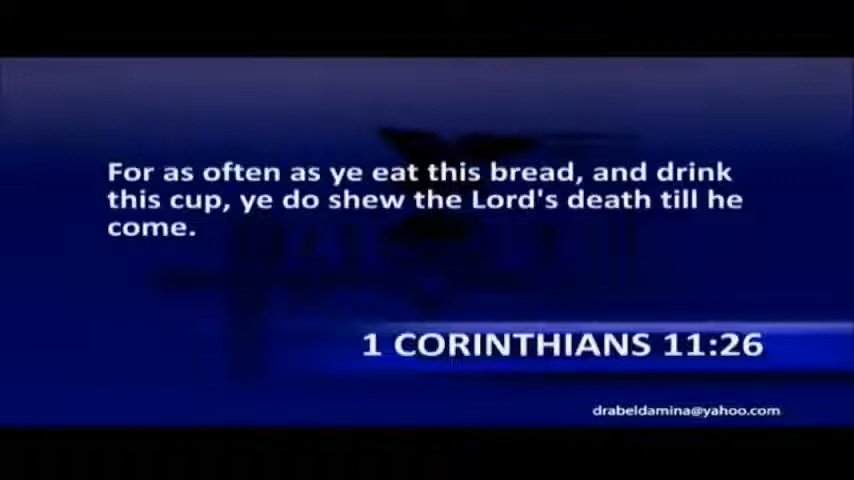 For as often as ye eat this bread, and drink
this cup, ye do shew the Lord's death till he
come.
1 CORINTHIANS 11:26
drabeldamina@yahoo.com